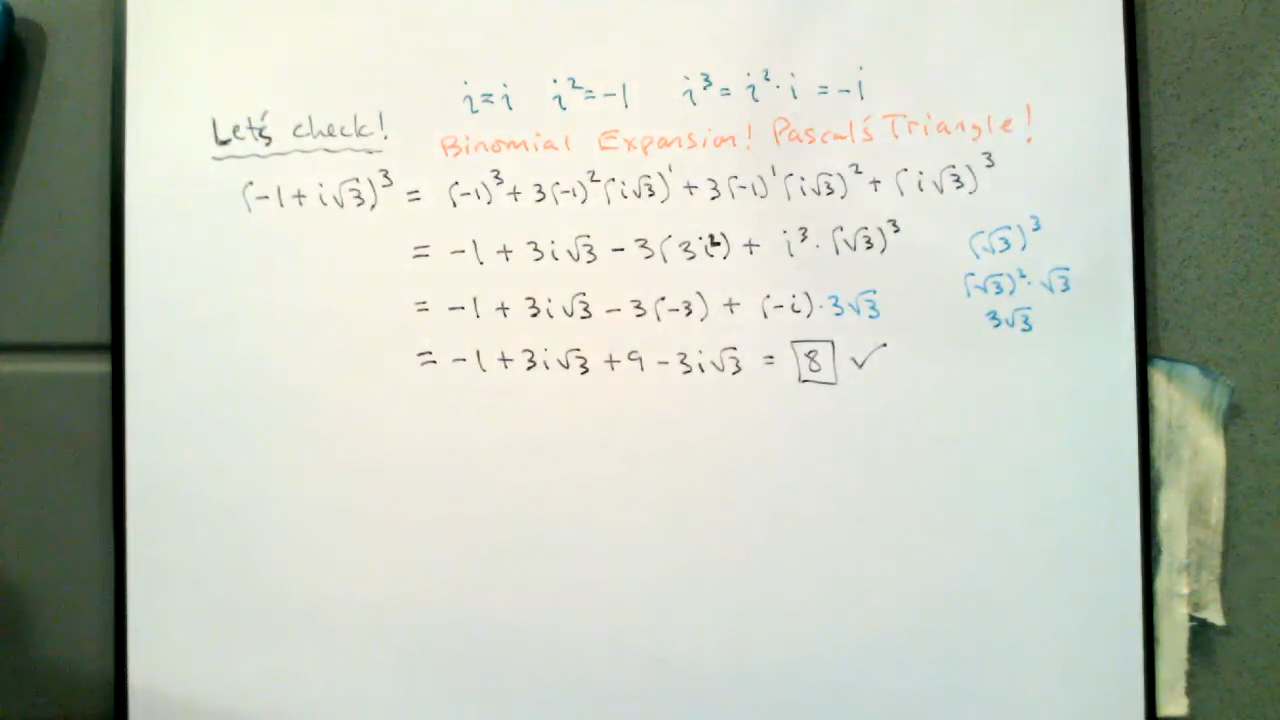 i=i i²=-1 i³=i²·i=-i
Let's check!
Binomial Expansion! Pascal's Triangle!
(-1+i√3)³ = (-1)³+3(-1)²(i√3)¹+3(-1)¹(i√3)²+(i√3)³
= -1+3i√3-3(3i²)+i³·(√3)³
(√3)³
(√3)²·√3
= -1+3i√3-3(-3)+(-i)·3√3
3√3
= -1+3i√3+9-3i√3 = 8 ✓